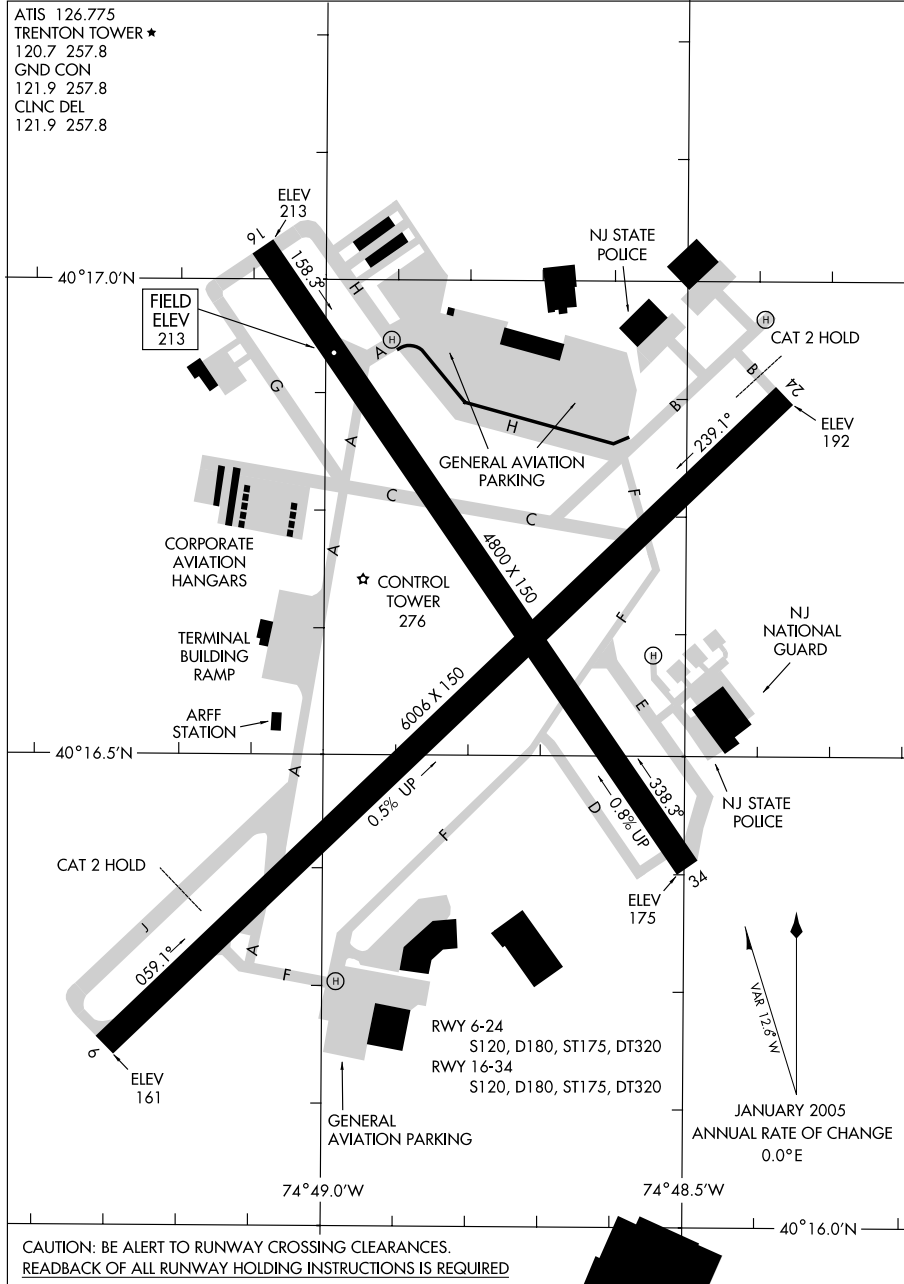 ATIS 126.775
TRENTON TOWER ★
120.7 257.8
GND CON
121.9 257.8
CLNC DEL
121.9 257.8
ELEV
213
16
158.3°
H
NJ STATE
POLICE
40°17.0'N
FIELD
ELEV
213
A
H
H
CAT 2 HOLD
B
24
G
B
ELEV
192
239.1°
A
H
GENERAL AVIATION
PARKING
F
C
C
CORPORATE
AVIATION
HANGARS
A
4800 X 150
CONTROL
TOWER
276
F
NJ
NATIONAL
GUARD
TERMINAL
BUILDING
RAMP
H
6006 X 150
E
ARFF
STATION
40°16.5'N
A
0.5% UP
338.3°
0.8% UP
D
NJ STATE
POLICE
F
CAT 2 HOLD
34
ELEV
175
J
059.1°
A
F
H
VAR 12.6° W
RWY 6-24
S120, D180, ST175, DT320
RWY 16-34
S120, D180, ST175, DT320
6
ELEV
161
GENERAL
AVIATION PARKING
JANUARY 2005
ANNUAL RATE OF CHANGE
0.0°E
74°49.0'W
74°48.5'W
40°16.0'N
CAUTION: BE ALERT TO RUNWAY CROSSING CLEARANCES.
READBACK OF ALL RUNWAY HOLDING INSTRUCTIONS IS REQUIRED